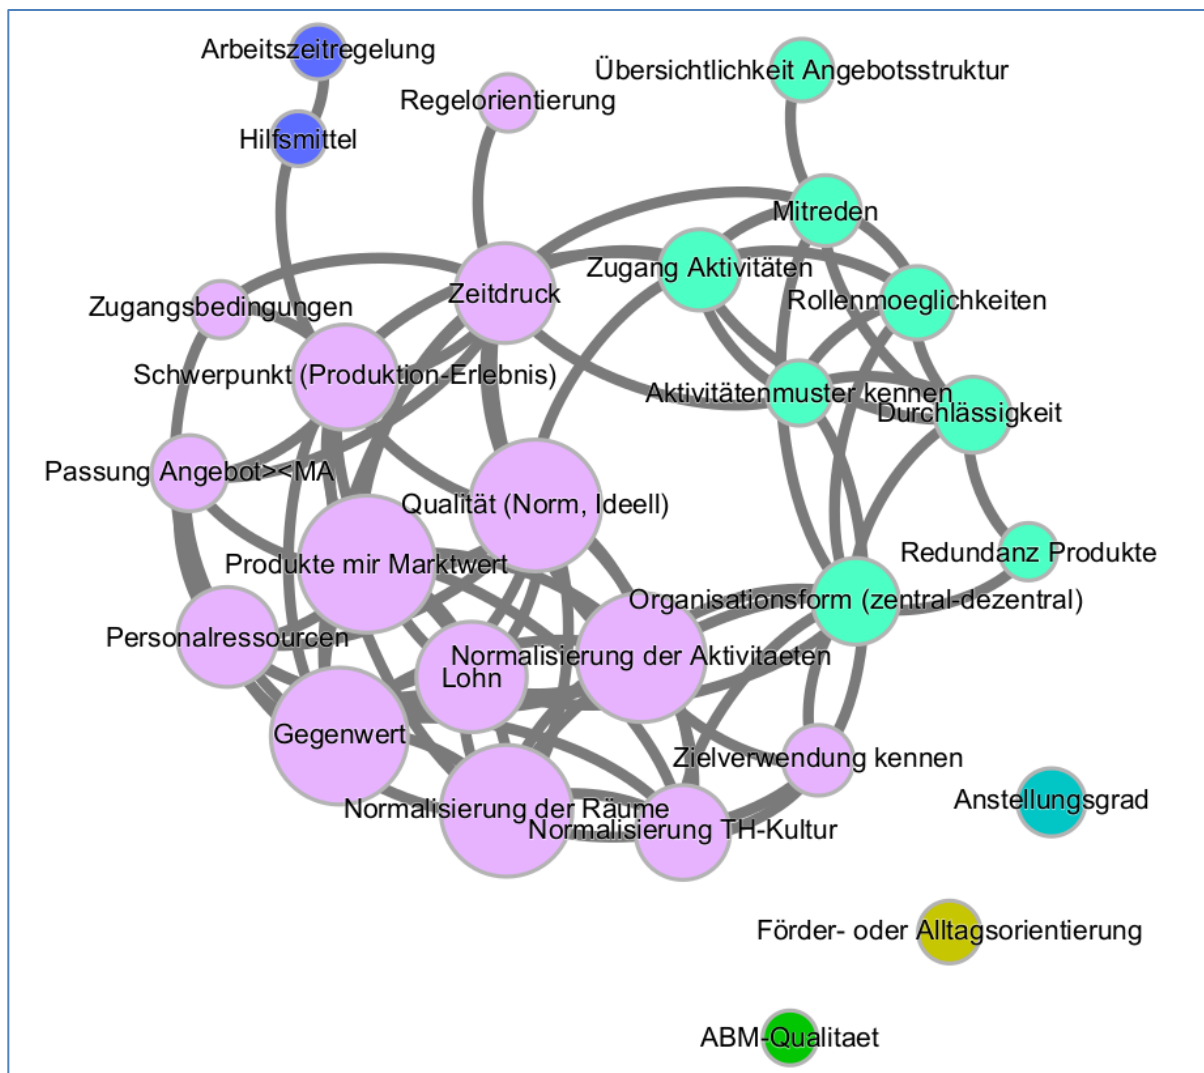 Arbeitszeitregelung
Übersichtlichkeit Angebotsstruktur
Regelorientierung
Hilfsmittel
Mitreden
Zugang Aktivitäten
Zeitdruck
Rollenmoeglichkeiten
Zugangsbedingungen
Schwerpunkt (Produktion-Erlebnis)
Aktivitätenmuster kennen
Durchlässigkeit
Passung Angebot><MA
Qualität (Norm, Ideell)
Redundanz Produkte
Produkte mir Marktwert
Organisationsform (zentral-dezentral)
Personalressourcen
Normalisierung der Aktivitaeten
Lohn
Gegenwert
Zielverwendung kennen
Anstellungsgrad
Normalisierung der Räume
Normalisierung TH-Kultur
Förder- oder Alltagsorientierung
ABM-Qualitaet